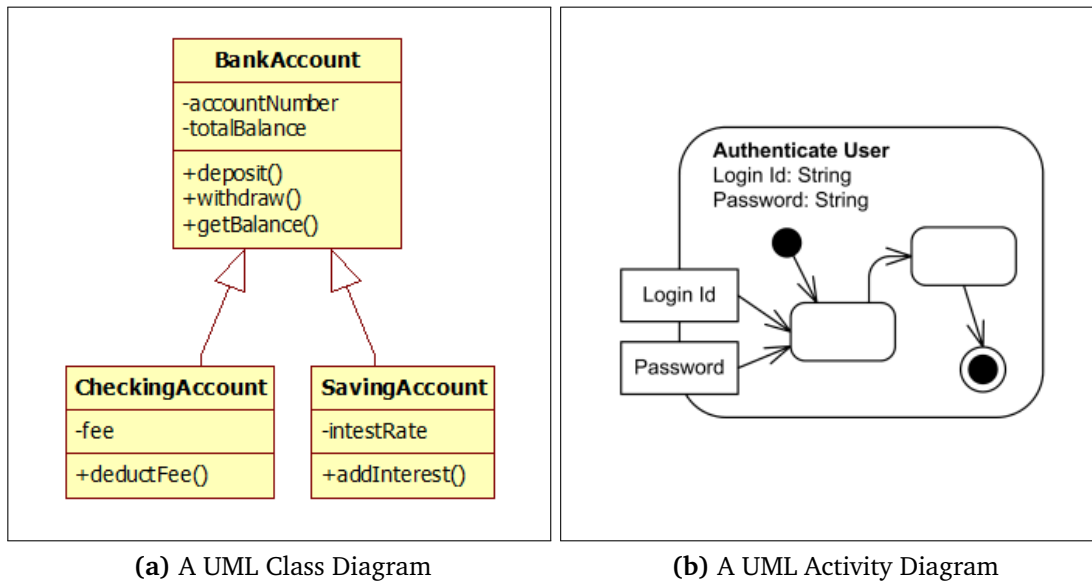 BankAccount
-accountNumber
-totalBalance
+deposit()
+withdraw()
+getBalance()
CheckingAccount
-fee
+deductFee()
SavingAccount
-intestRate
+addInterest()
(a) A UML Class Diagram
Authenticate User
Login Id: String
Password: String
Login Id
Password
(b) A UML Activity Diagram